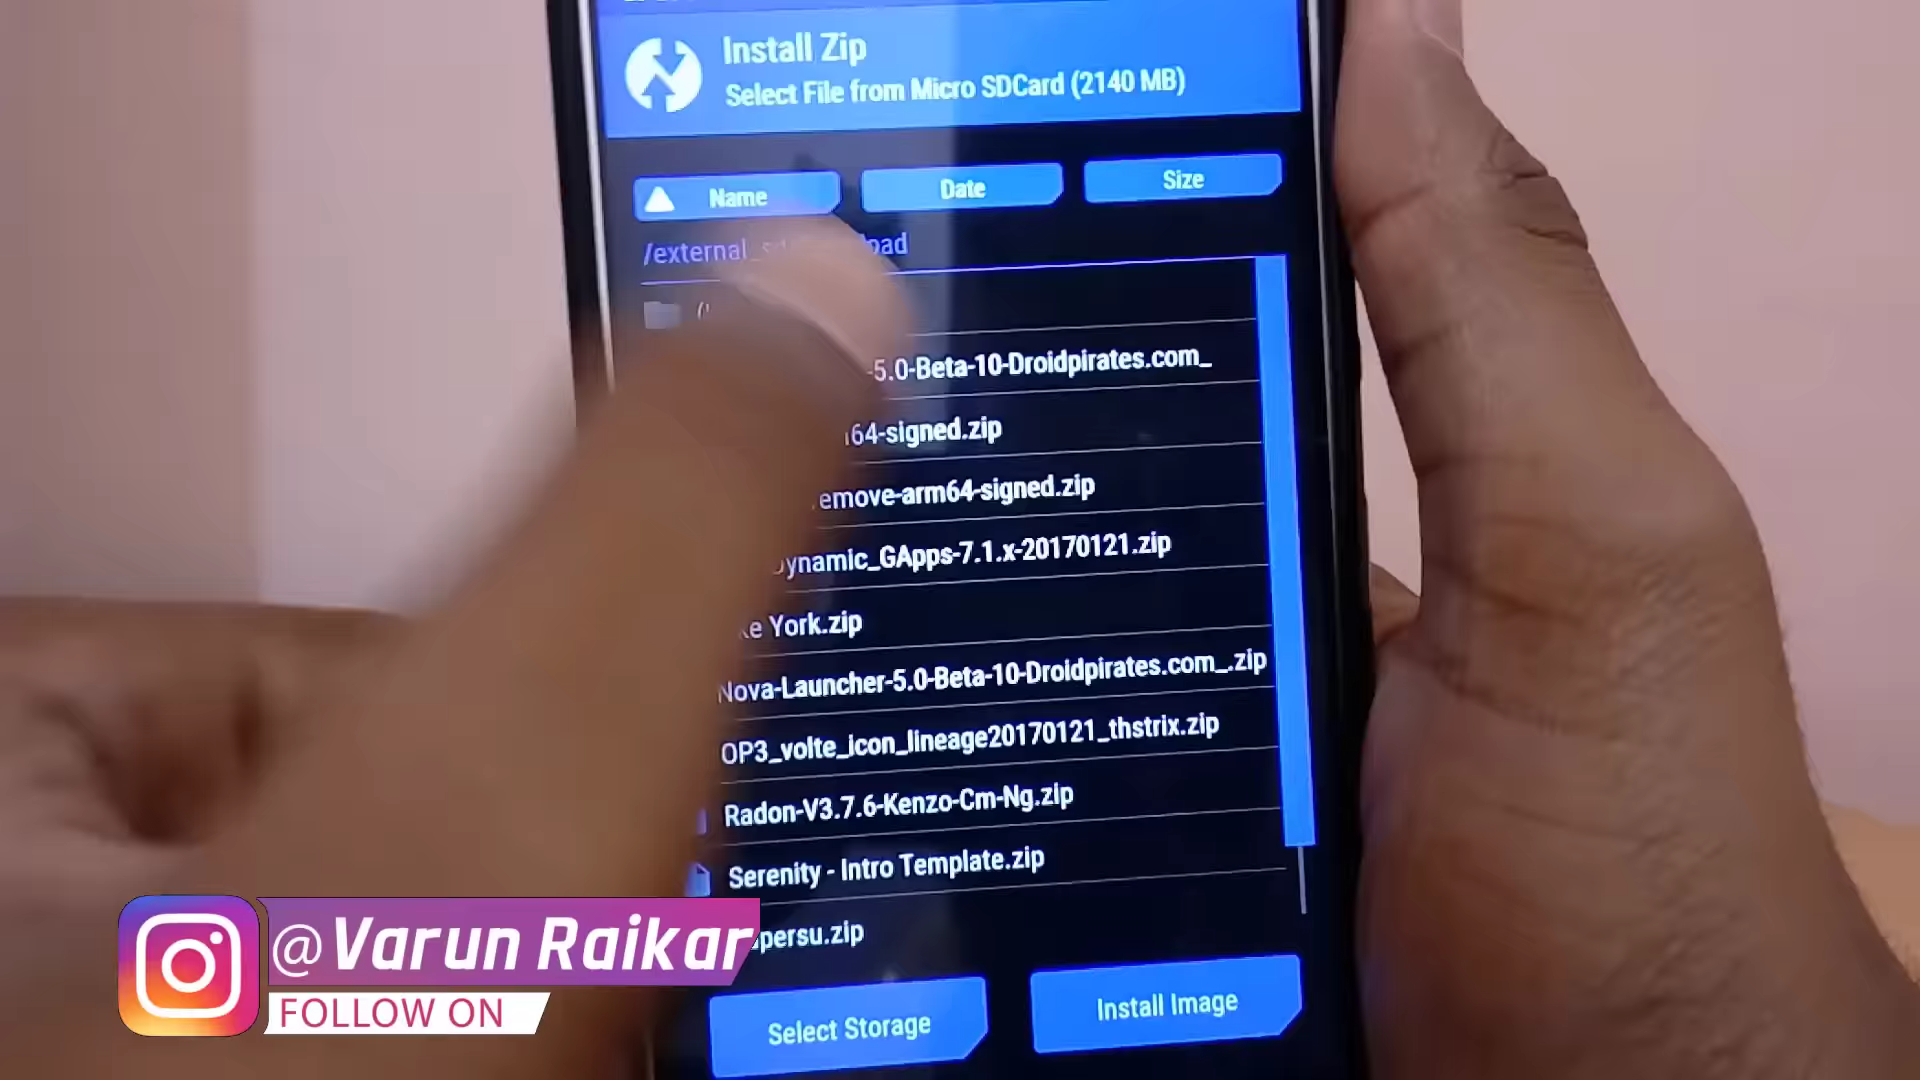 Install Zip
Select File from Micro SDCard (2140 MB)
Name Date Size
-5.0-Beta-10-Droidpirates.com_
64-signed.zip
emove-arm64-signed.zip
ynamic_GApps-7.1.x-20170121.zip
e York.zip
Nova-Launcher-5.0-Beta-10-Droidpirates.com_.zip
OP3_volte_icon_lineage20170121_thstrix.zip
Radon-V3.7.6-Kenzo-Cm-Ng.zip
Serenity - Intro Template.zip
persu.zip
Select Storage Install Image
@Varun Raikar
FOLLOW ON